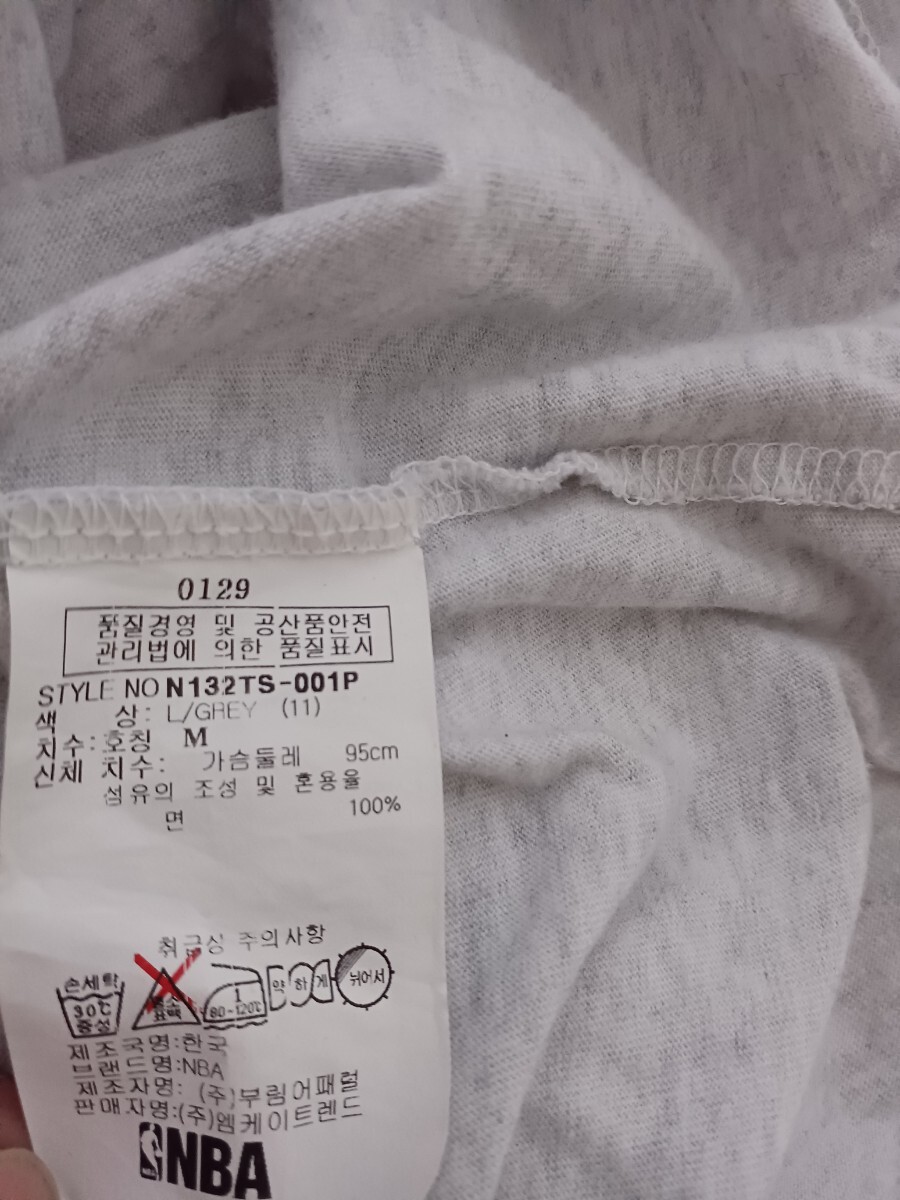 0129
품질경영 및 공산품안전
관리법에 의한 품질표시
STYLE NO N132TS-001P
색 상: L/GREY (11)
치수: 호칭 M
신체 치수: 가슴둘레 95cm
섬유의 조성 및 혼용율
면 100%
취급상 주의사항
손세탁 30℃ 중성
염소 표백
1 80-120℃
약하게
뉘어서
제조국명:한국
브랜드명:NBA
제조자명: (주)부림어패럴
판매자명:(주)엠케이트렌드
NBA